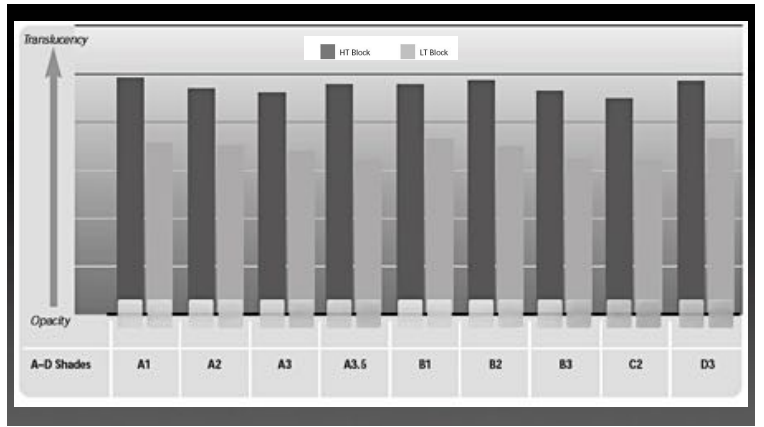 Translucency
HT Block LT Block
Opacity
A–D Shades A1 A2 A3 A3.5 B1 B2 B3 C2 D3